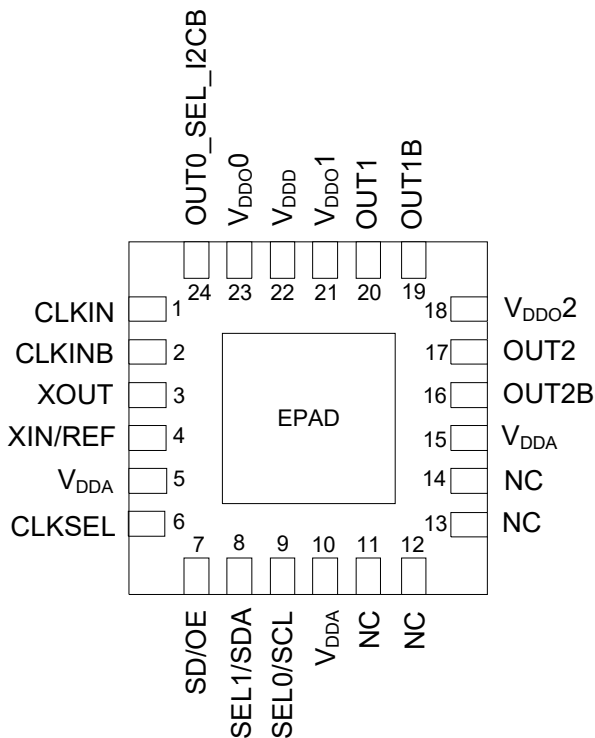 OUT0_SEL_I2CB
VDDO0
VDDD
VDDO1
OUT1
OUT1B
24
23
22
21
20
19
CLKIN
1
CLKINB
2
XOUT
3
XIN/REF
4
VDDA
5
CLKSEL
6
EPAD
18
VDDO2
17
OUT2
16
OUT2B
15
VDDA
14
NC
13
NC
7
8
9
10
11
12
SD/OE
SEL1/SDA
SEL0/SCL
VDDA
NC
NC